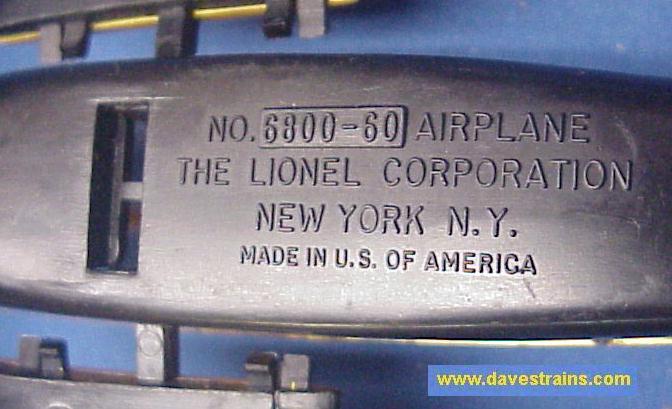 NO. 6800-60 AIRPLANE
THE LIONEL CORPORATION
NEW YORK N.Y.
MADE IN U.S. OF AMERICA
www.davestrains.com